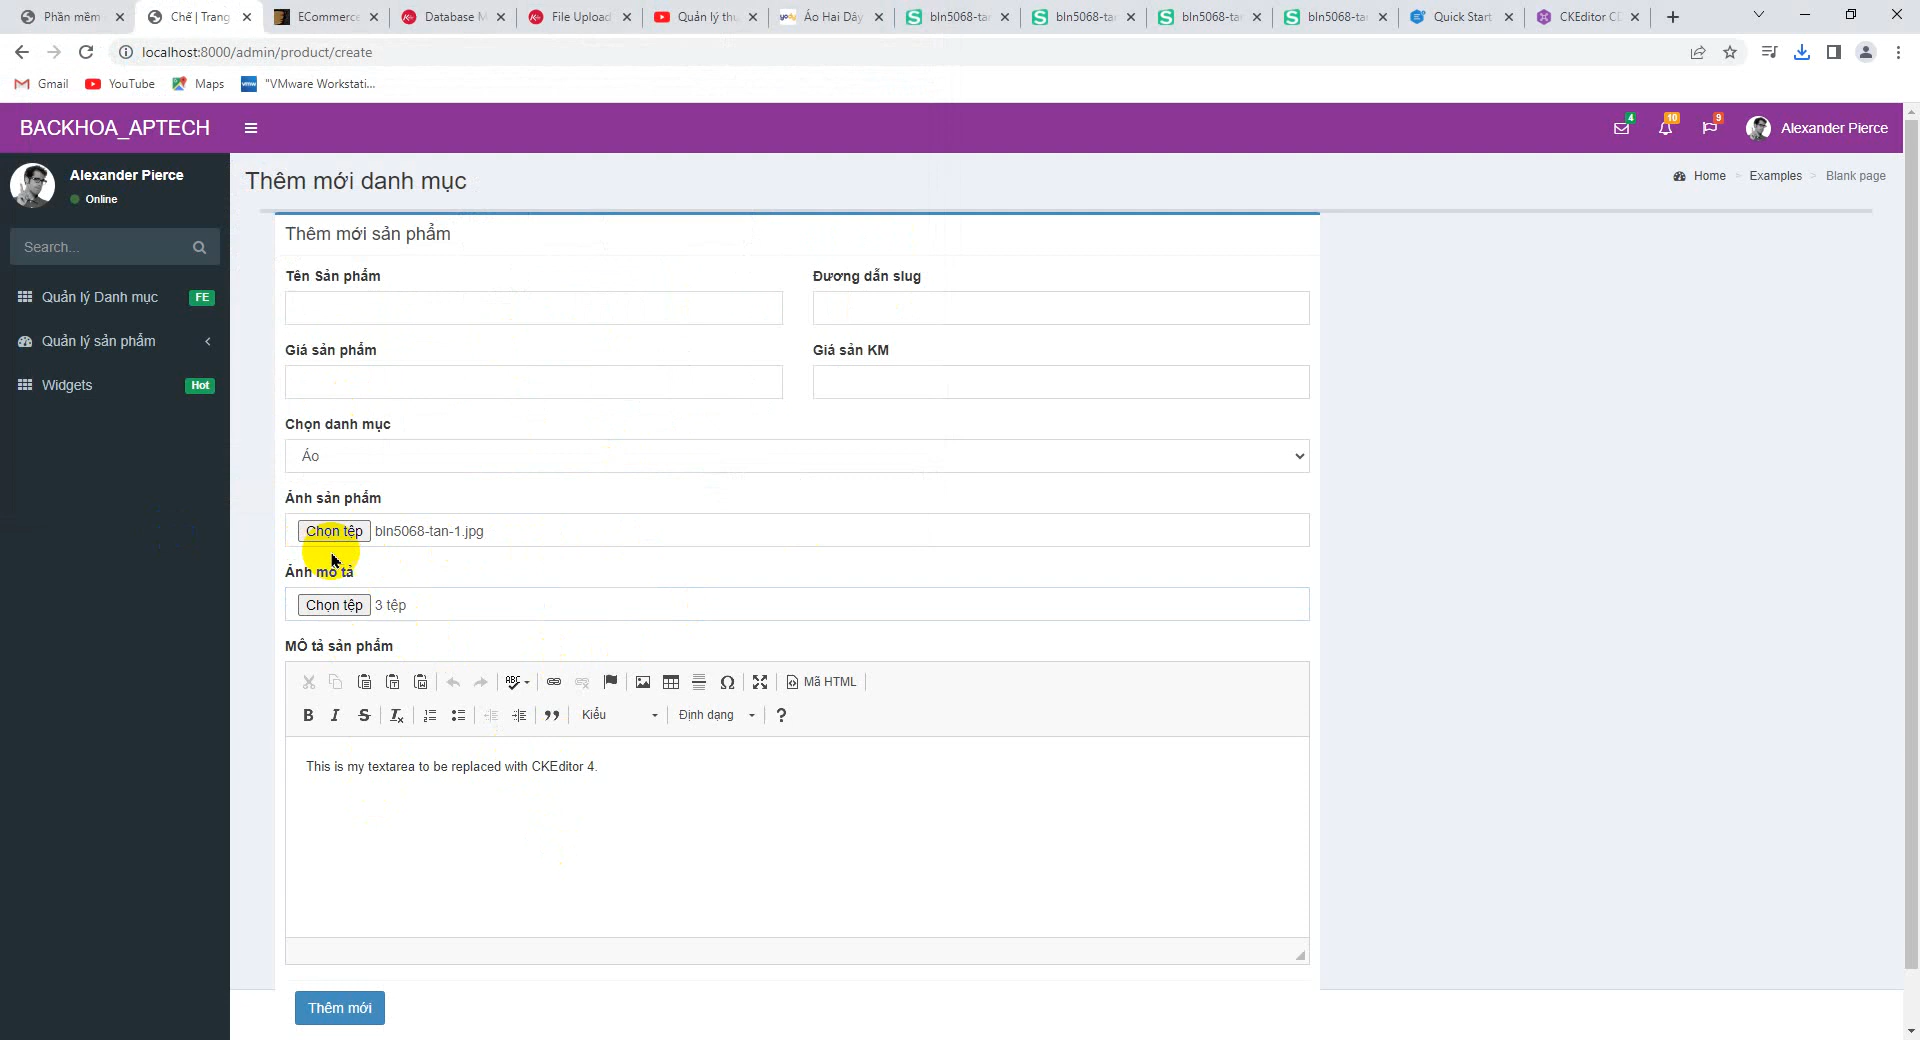 Phần mềm
Chế | Trang
ECommerce
Database M
File Upload
Quản lý thu
Áo Hai Dây
bln5068-tar
bln5068-tar
bln5068-tar
bln5068-tar
Quick Start
CKEditor CD
localhost:8000/admin/product/create
Gmail
YouTube
Maps
"VMware Workstati...
BACKHOA_APTECH
4
10
9
Alexander Pierce
Alexander Pierce
Online
Thêm mới danh mục
Home > Examples > Blank page
Search...
Quản lý Danh mục FE
Quản lý sản phẩm
Widgets Hot
Thêm mới sản phẩm
Tên Sản phẩm
Đương dẫn slug
Giá sản phẩm
Giá sản KM
Chọn danh mục
Áo
Ảnh sản phẩm
Chọn tệp bln5068-tan-1.jpg
Ảnh mô tả
Chọn tệp 3 tệp
MÔ tả sản phẩm
ABC
Mã HTML
B I S Kiểu Định dạng ?
This is my textarea to be replaced with CKEditor 4.
Thêm mới